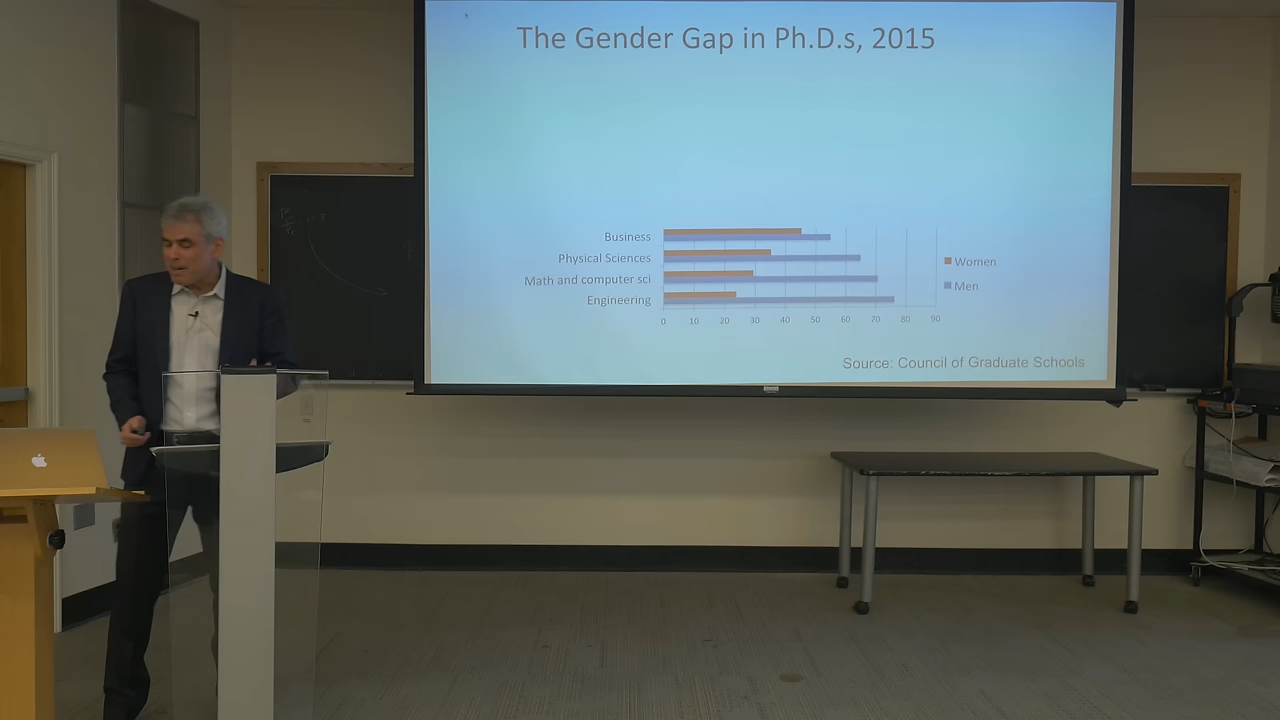 The Gender Gap in Ph.D.s, 2015
Business
Physical Sciences
Math and computer sci
Engineering
0 10 20 30 40 50 60 70 80 90
Women
Men
Source: Council of Graduate Schools